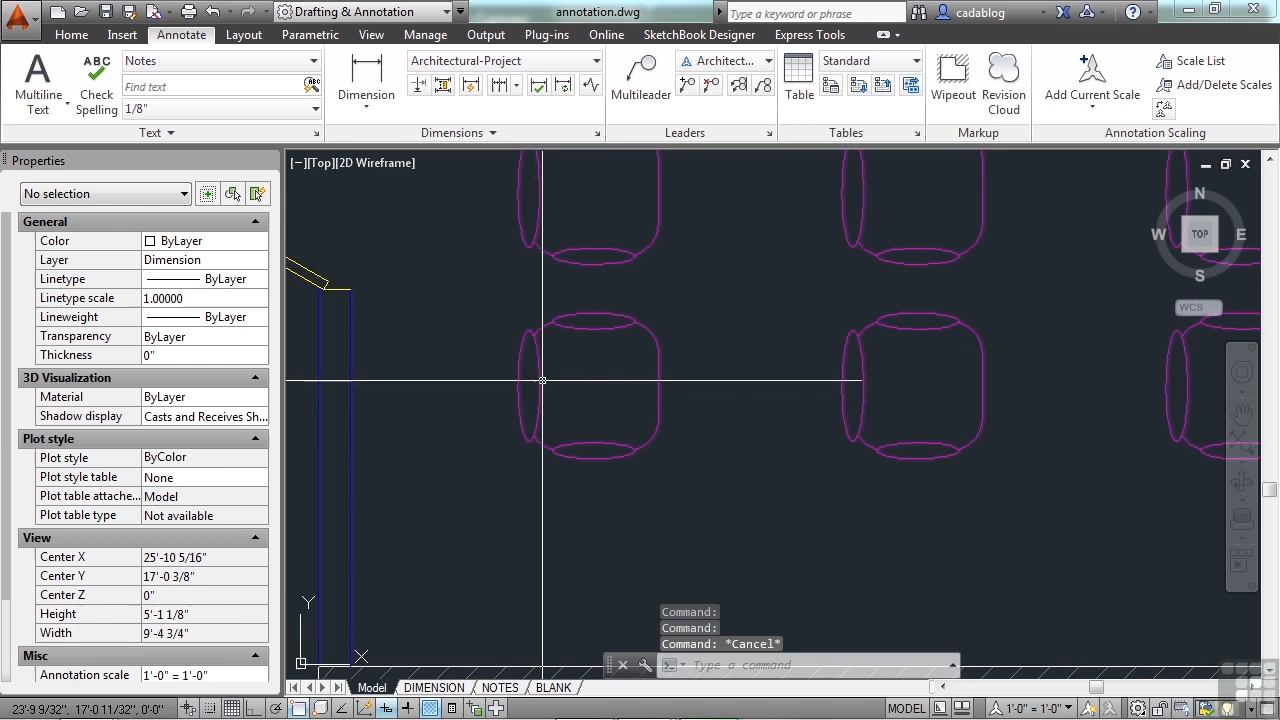 Drafting & Annotation
annotation.dwg
Type a keyword or phrase
cadablog
Home Insert Annotate Layout Parametric View Manage Output Plug-ins Online SketchBook Designer Express Tools
Multiline Text
ABC
Check Spelling
Notes
Find text
1/8"
Text
Dimension
Architectural-Project
Dimensions
Multileader
Architect...
Leaders
Table
Standard
Tables
Wipeout
Revision Cloud
Markup
Add Current Scale
Scale List
Add/Delete Scales
Annotation Scaling
Properties
No selection
General
Color ByLayer
Layer Dimension
Linetype ByLayer
Linetype scale 1.00000
Lineweight ByLayer
Transparency ByLayer
Thickness 0"
3D Visualization
Material ByLayer
Shadow display Casts and Receives Sh...
Plot style
Plot style ByColor
Plot style table None
Plot table attache... Model
Plot table type Not available
View
Center X 25'-10 5/16"
Center Y 17'-0 3/8"
Center Z 0"
Height 5'-1 1/8"
Width 9'-4 3/4"
Misc
Annotation scale 1'-0" = 1'-0"
[−][Top][2D Wireframe]
N
W TOP E
S
WCS
Y
X
Command:
Command:
Command: *Cancel*
Type a command
Model DIMENSION NOTES BLANK
23'-9 9/32", 17'-0 11/32", 0'-0"
MODEL
1'-0" = 1'-0"